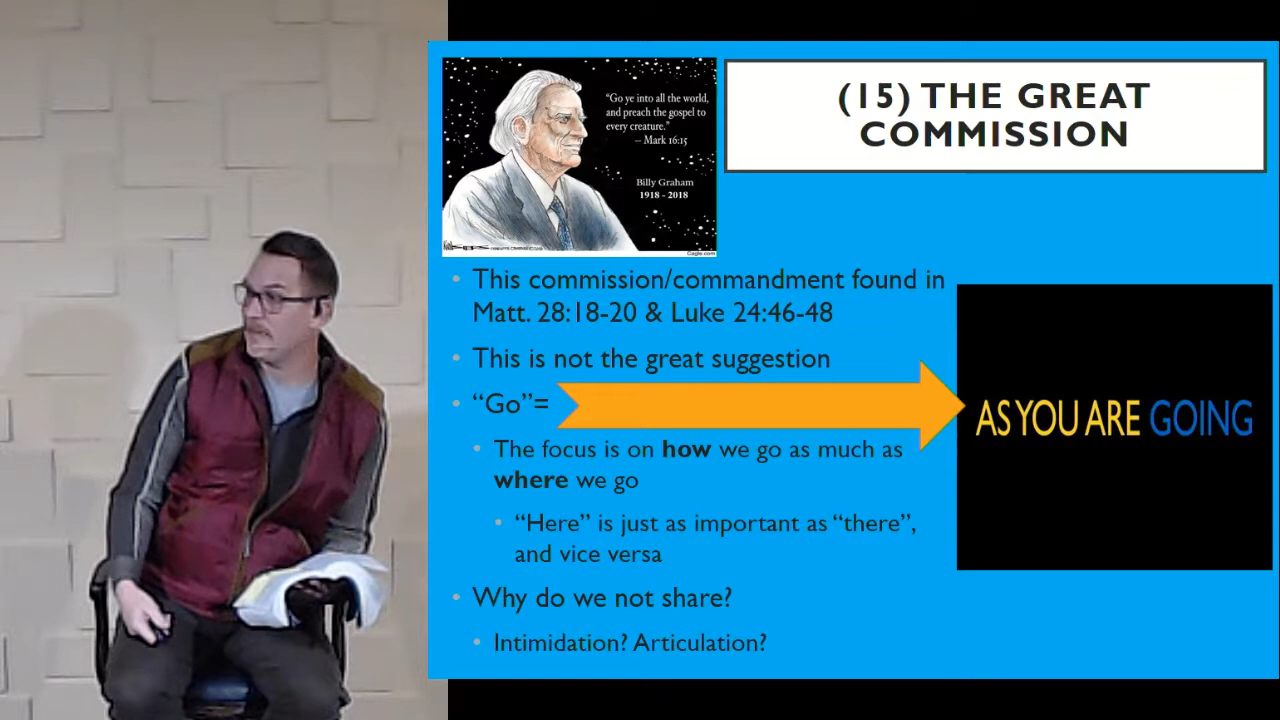 "Go ye into all the world,
and preach the gospel to
every creature."
— Mark 16:15
Billy Graham
1918 - 2018
Cagle.com
(15) THE GREAT
COMMISSION
• This commission/commandment found in
Matt. 28:18-20 & Luke 24:46-48
• This is not the great suggestion
• “Go”=
AS YOU ARE GOING
• The focus is on how we go as much as
where we go
• “Here” is just as important as “there”,
and vice versa
• Why do we not share?
• Intimidation? Articulation?